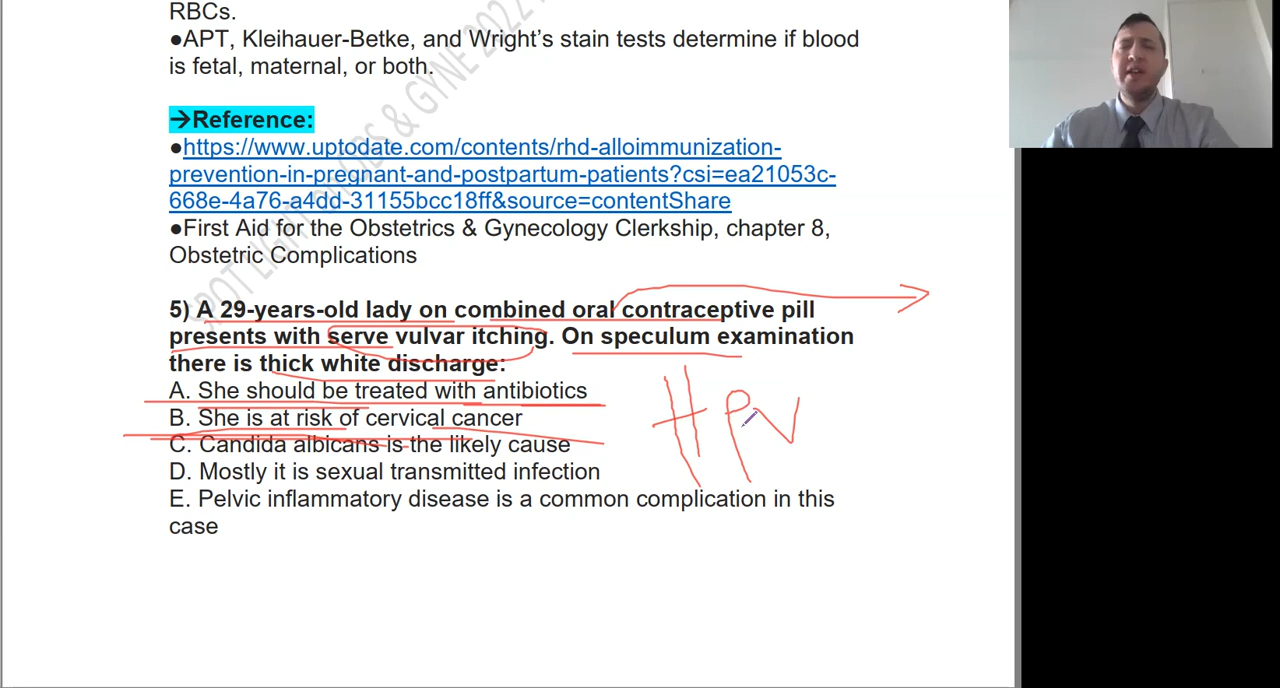 RBCs.
●APT, Kleihauer-Betke, and Wright's stain tests determine if blood
is fetal, maternal, or both.
→Reference:
●https://www.uptodate.com/contents/rhd-alloimmunization-
prevention-in-pregnant-and-postpartum-patients?csi=ea21053c-
668e-4a76-a4dd-31155bcc18ff&source=contentShare
●First Aid for the Obstetrics & Gynecology Clerkship, chapter 8,
Obstetric Complications
5) A 29-years-old lady on combined oral contraceptive pill
presents with serve vulvar itching. On speculum examination
there is thick white discharge:
A. She should be treated with antibiotics
B. She is at risk of cervical cancer
C. Candida albicans is the likely cause
D. Mostly it is sexual transmitted infection
E. Pelvic inflammatory disease is a common complication in this
case
HPV